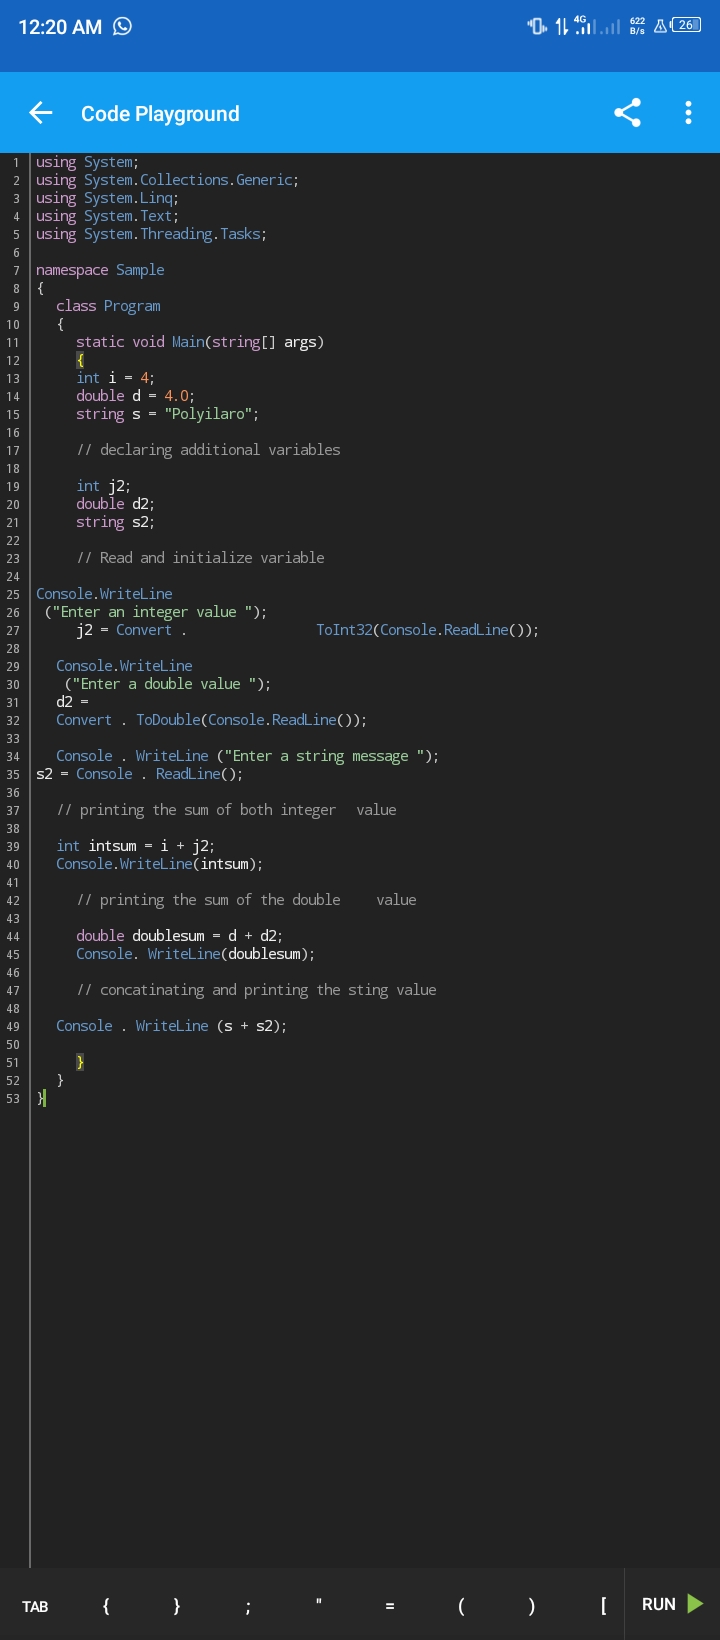 12:20 AM 4G 622 B/s 26
Code Playground
1 using System;
2 using System.Collections.Generic;
3 using System.Linq;
4 using System.Text;
5 using System.Threading.Tasks;
6
7 namespace Sample
8 {
9 class Program
10 {
11 static void Main(string[] args)
12 {
13 int i = 4;
14 double d = 4.0;
15 string s = "Polyilaro";
16
17 // declaring additional variables
18
19 int j2;
20 double d2;
21 string s2;
22
23 // Read and initialize variable
24
25 Console.WriteLine
26 ("Enter an integer value ");
27 j2 = Convert . ToInt32(Console.ReadLine());
28
29 Console.WriteLine
30 ("Enter a double value ");
31 d2 =
32 Convert . ToDouble(Console.ReadLine());
33
34 Console . WriteLine ("Enter a string message ");
35 s2 = Console . ReadLine();
36
37 // printing the sum of both integer value
38
39 int intsum = i + j2;
40 Console.WriteLine(intsum);
41
42 // printing the sum of the double value
43
44 double doublesum = d + d2;
45 Console. WriteLine(doublesum);
46
47 // concatinating and printing the sting value
48
49 Console . WriteLine (s + s2);
50
51 }
52 }
53 }
TAB { } ; " = ( ) [ RUN